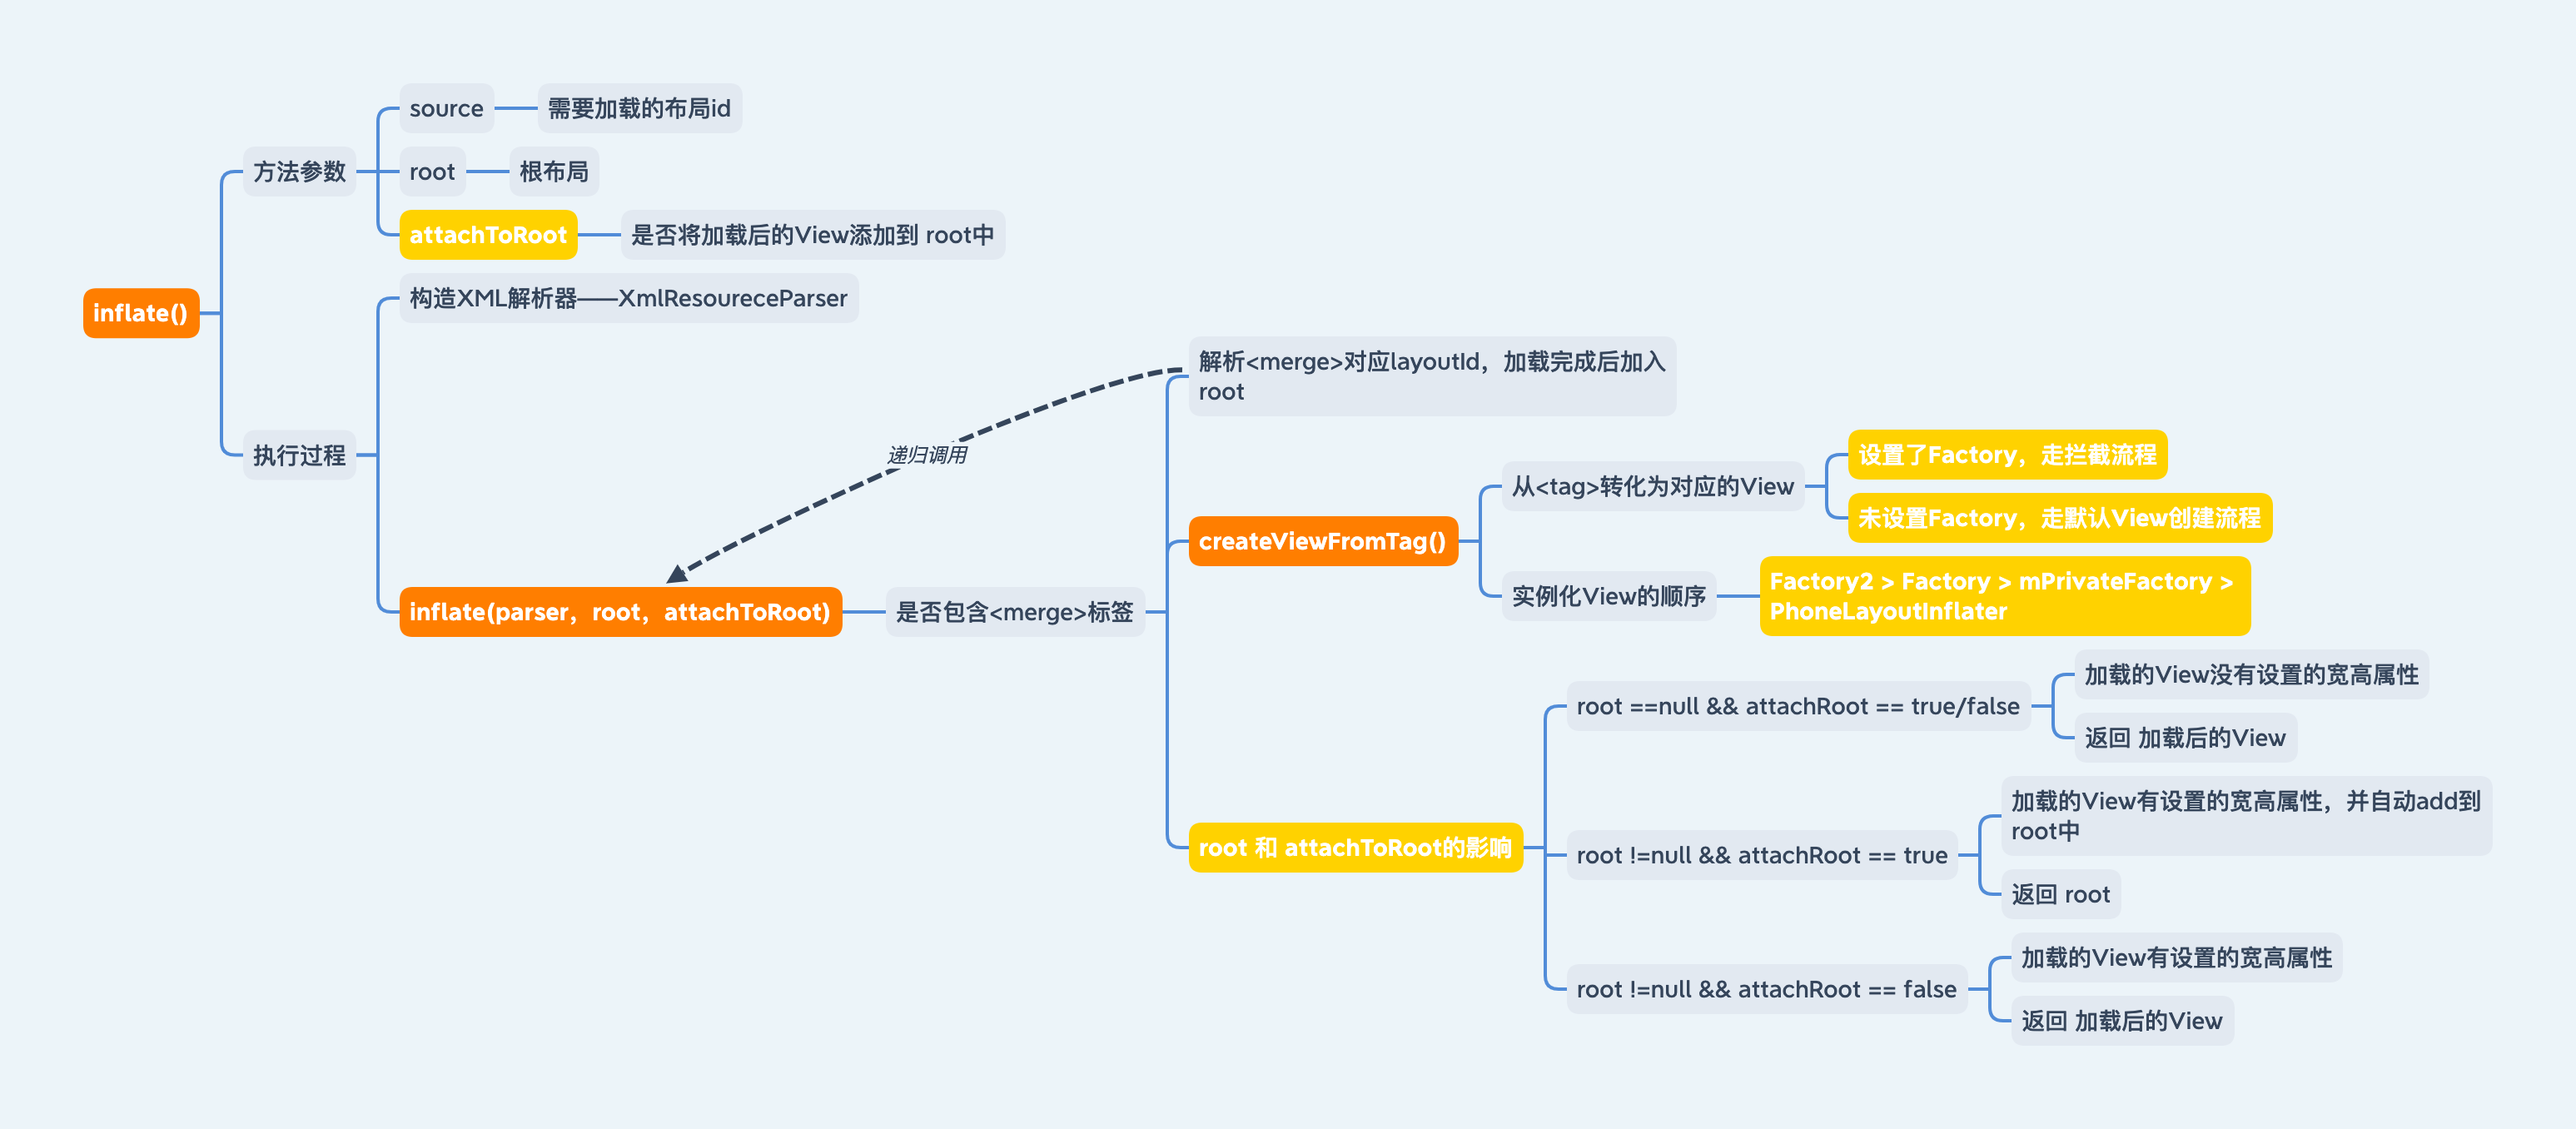 inflate()
方法参数
source
需要加载的布局id
root
根布局
attachToRoot
是否将加载后的View添加到 root中
执行过程
构造XML解析器——XmlResoureceParser
inflate(parser，root，attachToRoot)
是否包含<merge>标签
递归调用
解析<merge>对应layoutId，加载完成后加入
root
createViewFromTag()
从<tag>转化为对应的View
设置了Factory，走拦截流程
未设置Factory，走默认View创建流程
实例化View的顺序
Factory2 > Factory > mPrivateFactory >
PhoneLayoutInflater
root 和 attachToRoot的影响
root ==null && attachRoot == true/false
加载的View没有设置的宽高属性
返回 加载后的View
root !=null && attachRoot == true
加载的View有设置的宽高属性，并自动add到
root中
返回 root
root !=null && attachRoot == false
加载的View有设置的宽高属性
返回 加载后的View